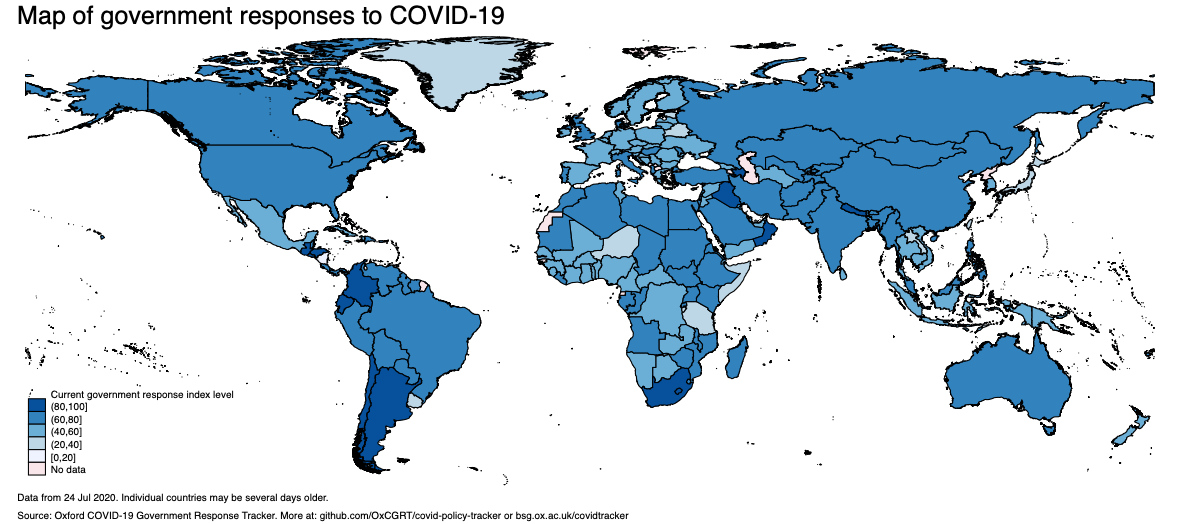 Map of government responses to COVID-19
Current government response index level
(80,100]
(60,80]
(40,60]
(20,40]
[0,20]
No data
Data from 24 Jul 2020. Individual countries may be several days older.
Source: Oxford COVID-19 Government Response Tracker. More at: github.com/OxCGRT/covid-policy-tracker or bsg.ox.ac.uk/covidtracker